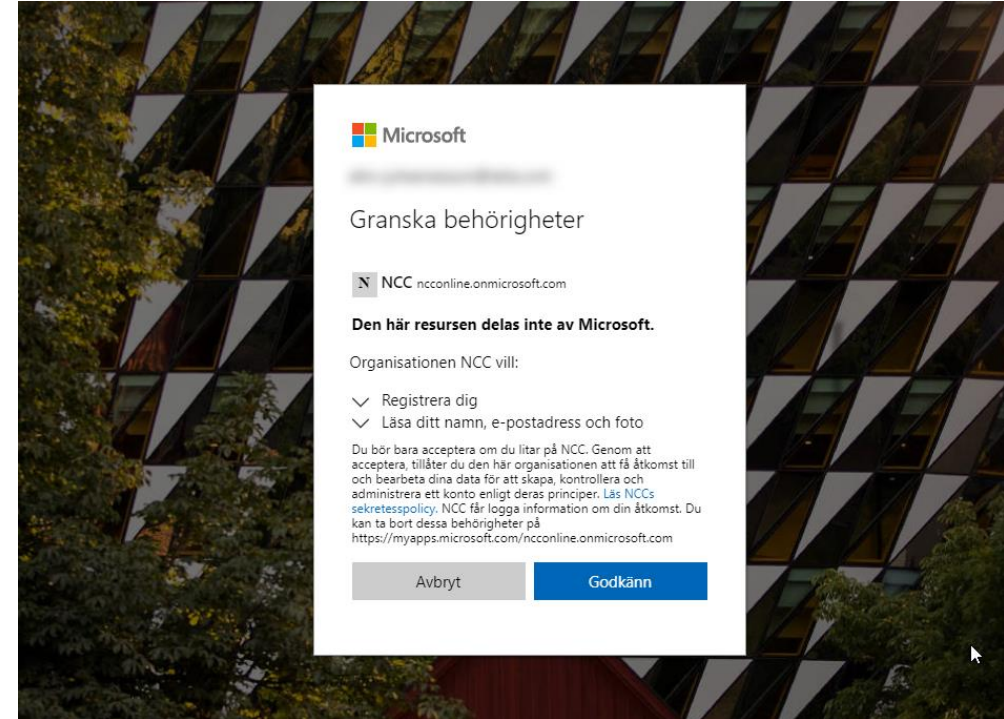 Microsoft
Granska behörigheter
N NCC ncconline.onmicrosoft.com
Den här resursen delas inte av Microsoft.
Organisationen NCC vill:
Registrera dig
Läsa ditt namn, e-postadress och foto
Du bör bara acceptera om du litar på NCC. Genom att
acceptera, tillåter du den här organisationen att få åtkomst till
och bearbeta dina data för att skapa, kontrollera och
administrera ett konto enligt deras principer. Läs NCCs
sekretesspolicy. NCC får logga information om din åtkomst. Du
kan ta bort dessa behörigheter på
https://myapps.microsoft.com/ncconline.onmicrosoft.com
Avbryt Godkänn